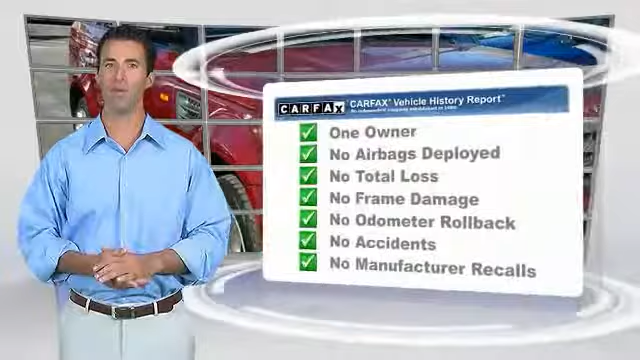 CARFAX CARFAX® Vehicle History Report™
One Owner
No Airbags Deployed
No Total Loss
No Frame Damage
No Odometer Rollback
No Accidents
No Manufacturer Recalls